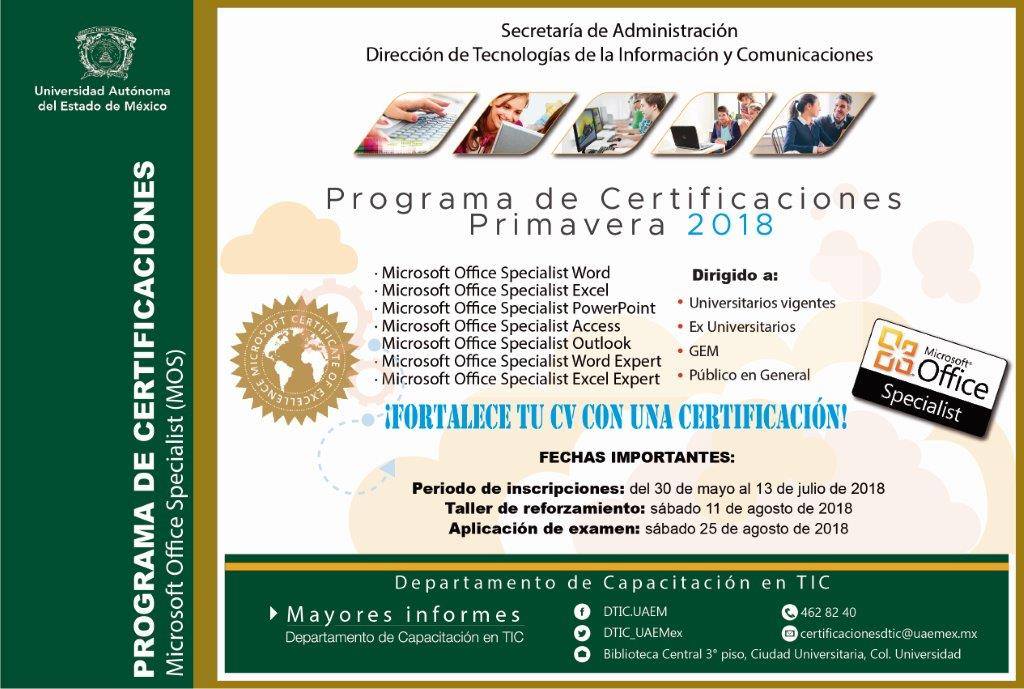 Universidad Autónoma
del Estado de México
PROGRAMA DE CERTIFICACIONES
Microsoft Office Specialist (MOS)
Secretaría de Administración
Dirección de Tecnologías de la Información y Comunicaciones
Programa de Certificaciones
Primavera 2018
· Microsoft Office Specialist Word
· Microsoft Office Specialist Excel
· Microsoft Office Specialist PowerPoint
· Microsoft Office Specialist Access
· Microsoft Office Specialist Outlook
· Microsoft Office Specialist Word Expert
· Microsoft Office Specialist Excel Expert
Dirigido a:
• Universitarios vigentes
• Ex Universitarios
• GEM
• Público en General
MICROSOFT CERTIFICATE OF EXCELLENCE
Microsoft
Office
Specialist
¡FORTALECE TU CV CON UNA CERTIFICACIÓN!
FECHAS IMPORTANTES:
Periodo de inscripciones: del 30 de mayo al 13 de julio de 2018
Taller de reforzamiento: sábado 11 de agosto de 2018
Aplicación de examen: sábado 25 de agosto de 2018
Departamento de Capacitación en TIC
Mayores informes
Departamento de Capacitación en TIC
DTIC.UAEM
DTIC_UAEMex
Biblioteca Central 3° piso, Ciudad Universitaria, Col. Universidad
462 82 40
certificacionesdtic@uaemex.mx